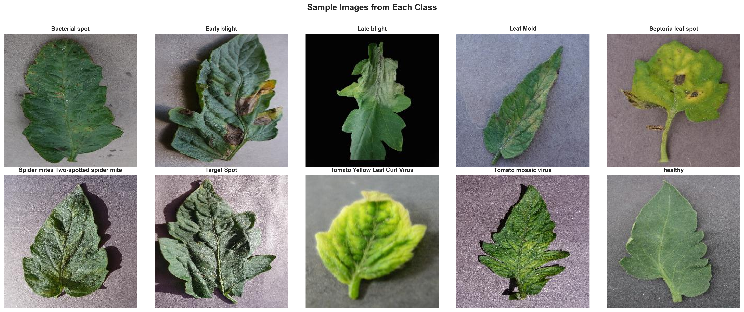 Sample Images from Each Class
Bacterial spot
Early blight
Late blight
Leaf Mold
Septoria leaf spot
Spider mites Two-spotted spider mite
Target Spot
Tomato Yellow Leaf Curl Virus
Tomato mosaic virus
healthy